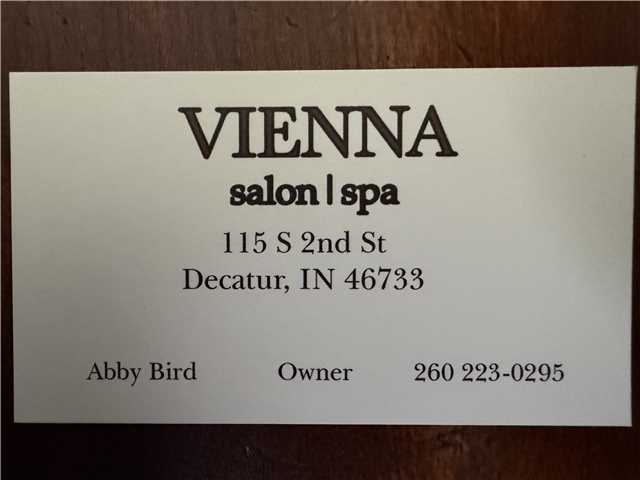 VIENNA
salon | spa
115 S 2nd St
Decatur, IN 46733
Abby Bird Owner 260 223-0295